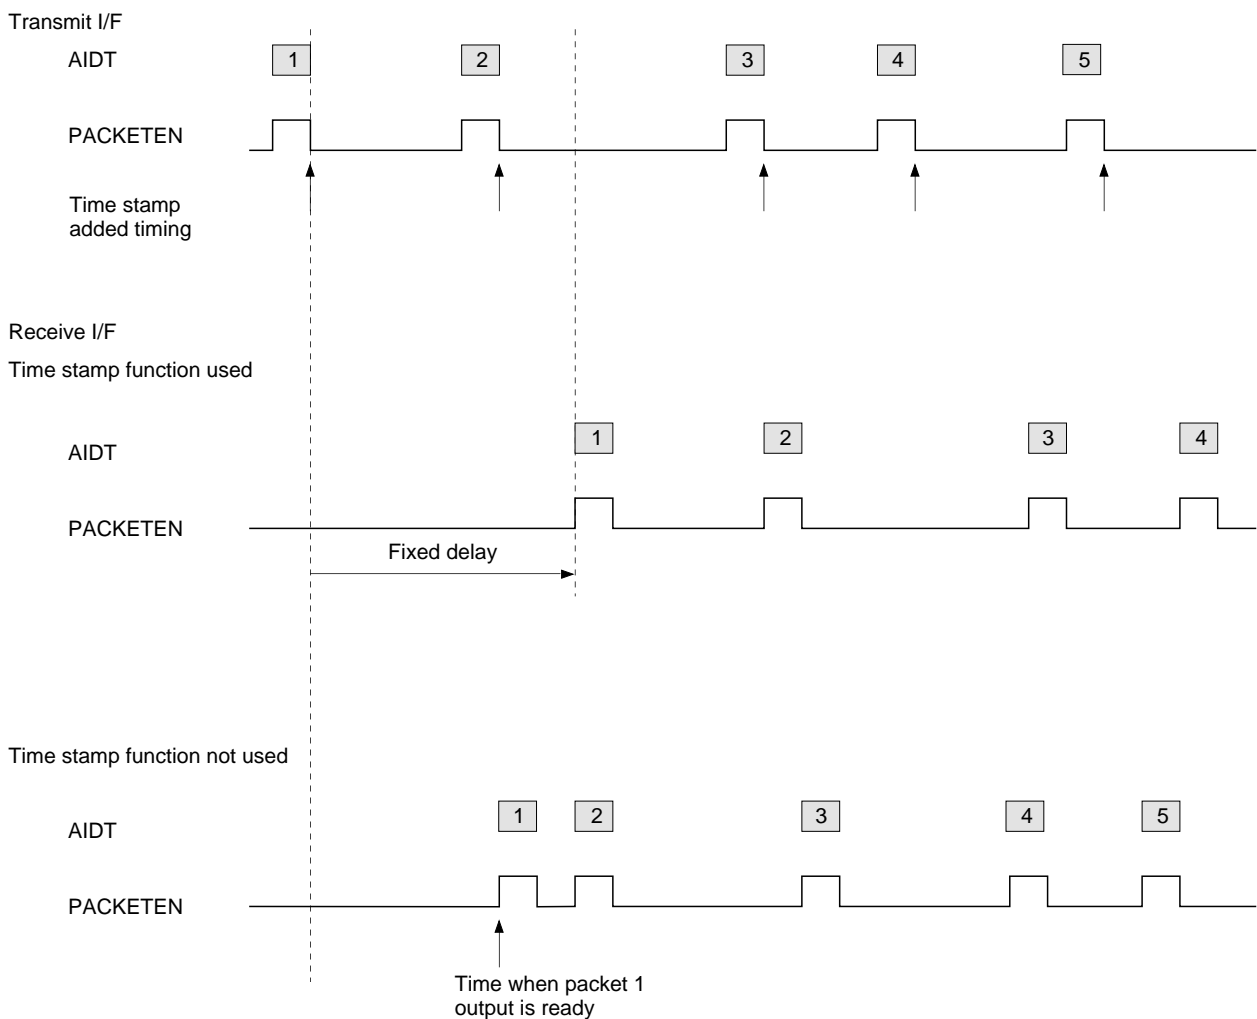 Transmit I/F
AIDT
1 2 3 4 5
PACKETEN
Time stamp
added timing
Receive I/F
Time stamp function used
AIDT
1 2 3 4
PACKETEN
Fixed delay
Time stamp function not used
AIDT
1 2 3 4 5
PACKETEN
Time when packet 1
output is ready